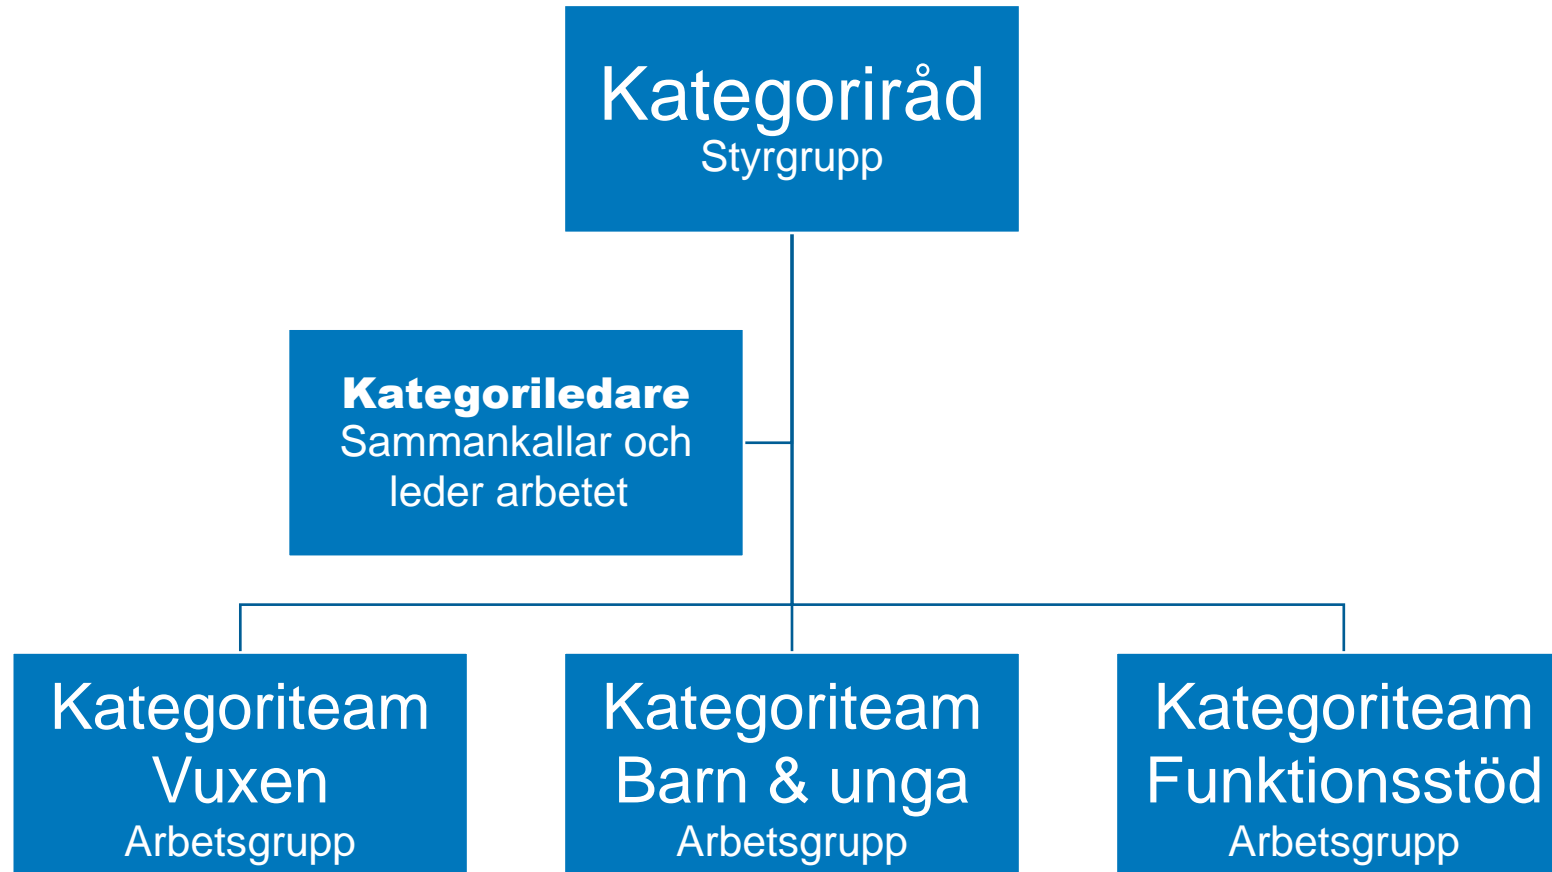 Kategoriråd
Styrgrupp
Kategoriledare
Sammankallar och
leder arbetet
Kategoriteam
Vuxen
Arbetsgrupp
Kategoriteam
Barn & unga
Arbetsgrupp
Kategoriteam
Funktionsstöd
Arbetsgrupp